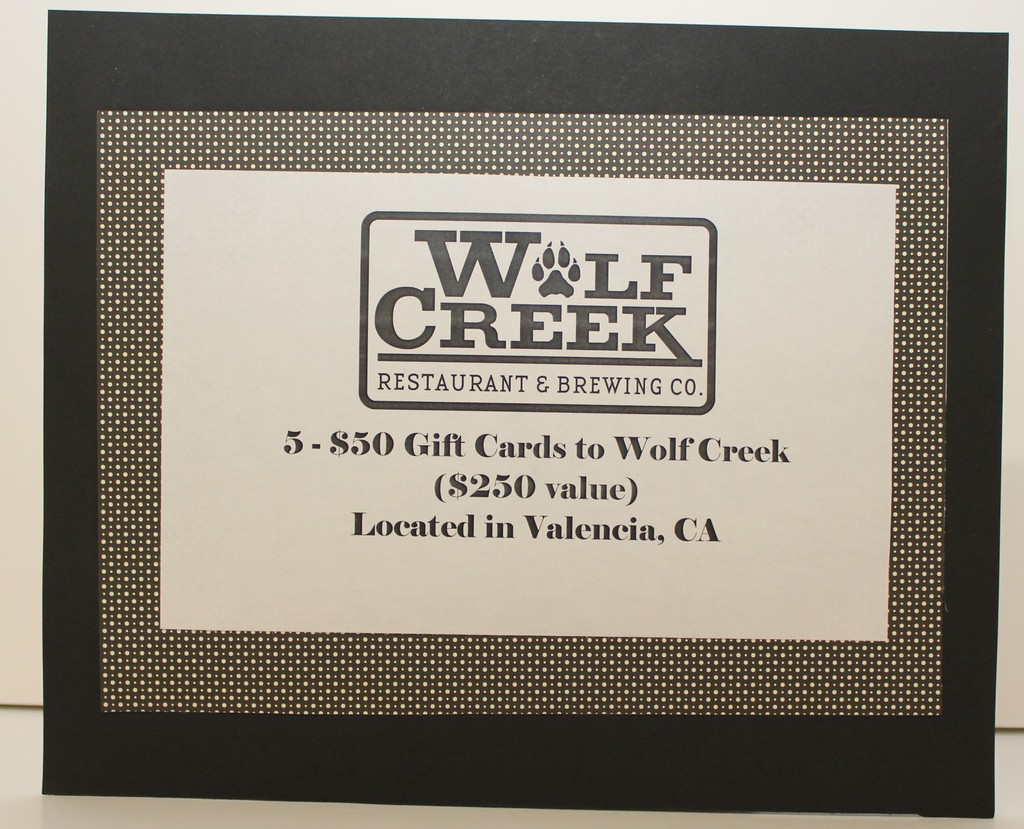 WOLF
CREEK
RESTAURANT & BREWING CO.
5 - $50 Gift Cards to Wolf Creek
($250 value)
Located in Valencia, CA